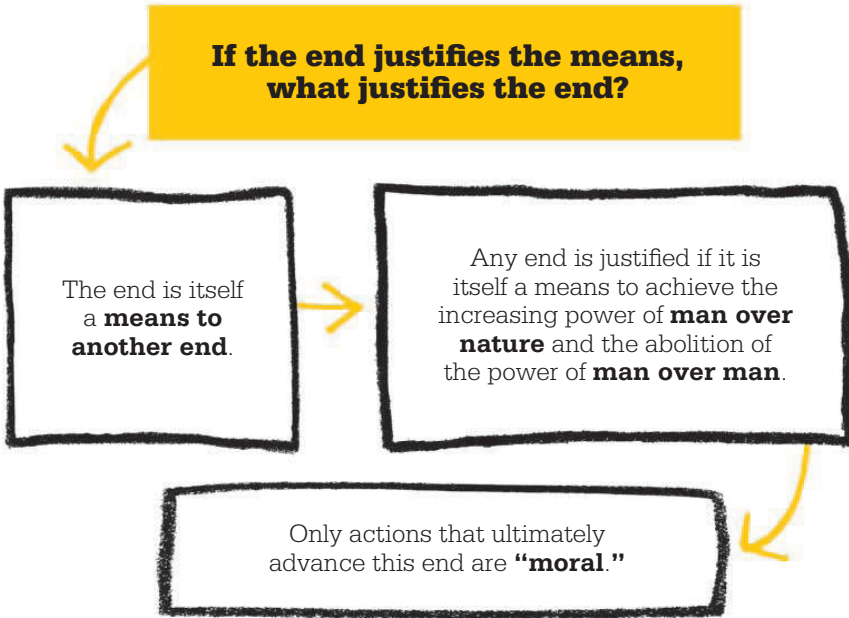 If the end justifies the means,
what justifies the end?
The end is itself
a means to
another end.
Any end is justified if it is
itself a means to achieve the
increasing power of man over
nature and the abolition of
the power of man over man.
Only actions that ultimately
advance this end are “moral.”